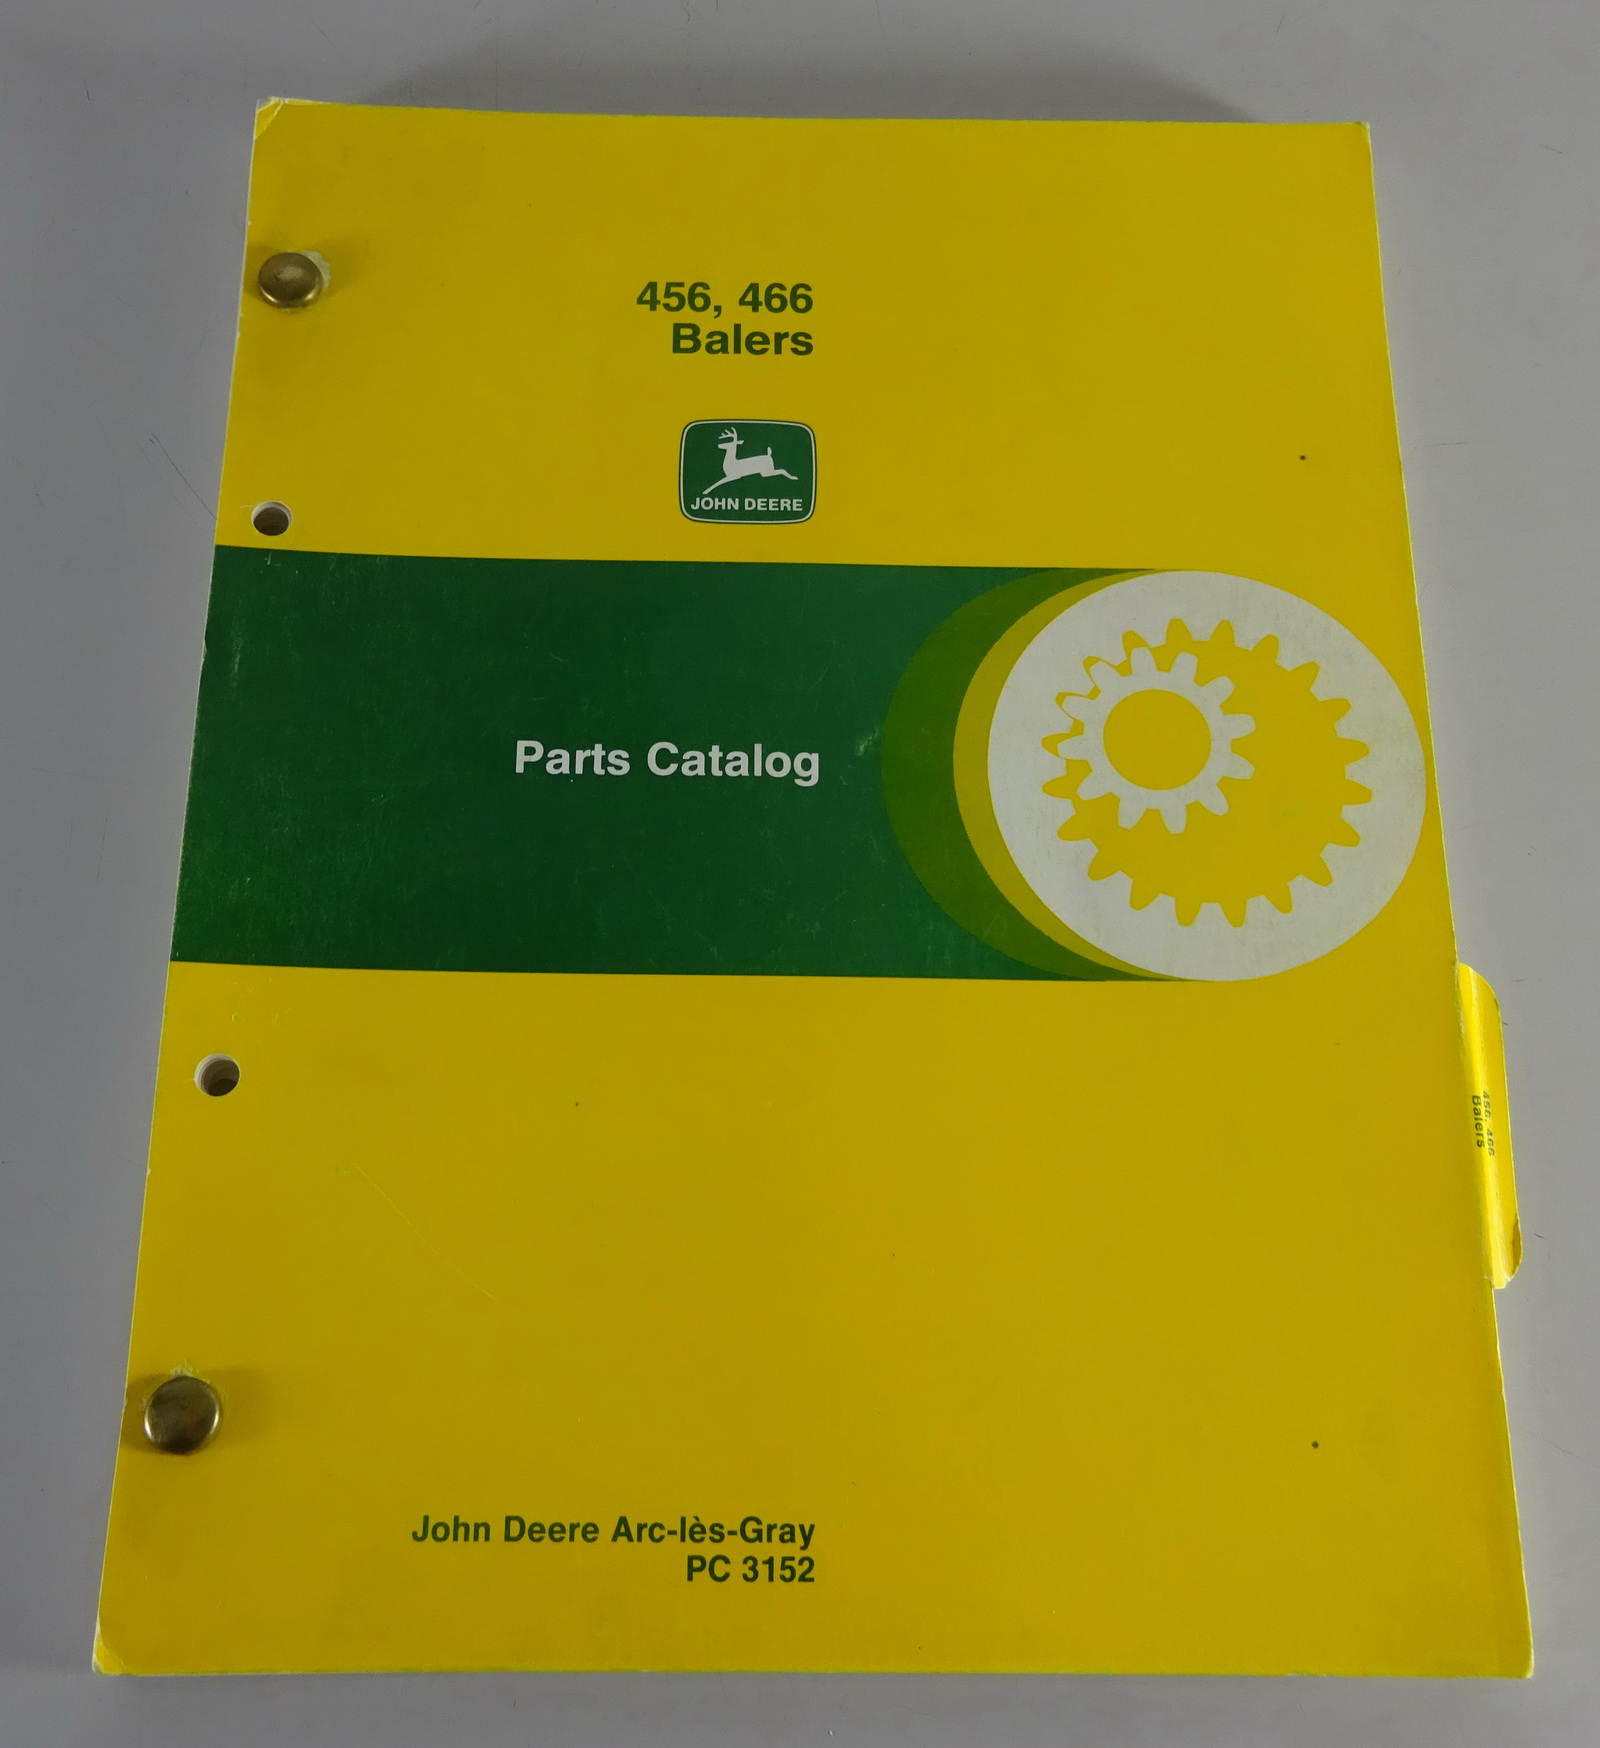 456, 466
Balers
JOHN DEERE
Parts Catalog
456, 466
Balers
John Deere Arc-lès-Gray
PC 3152